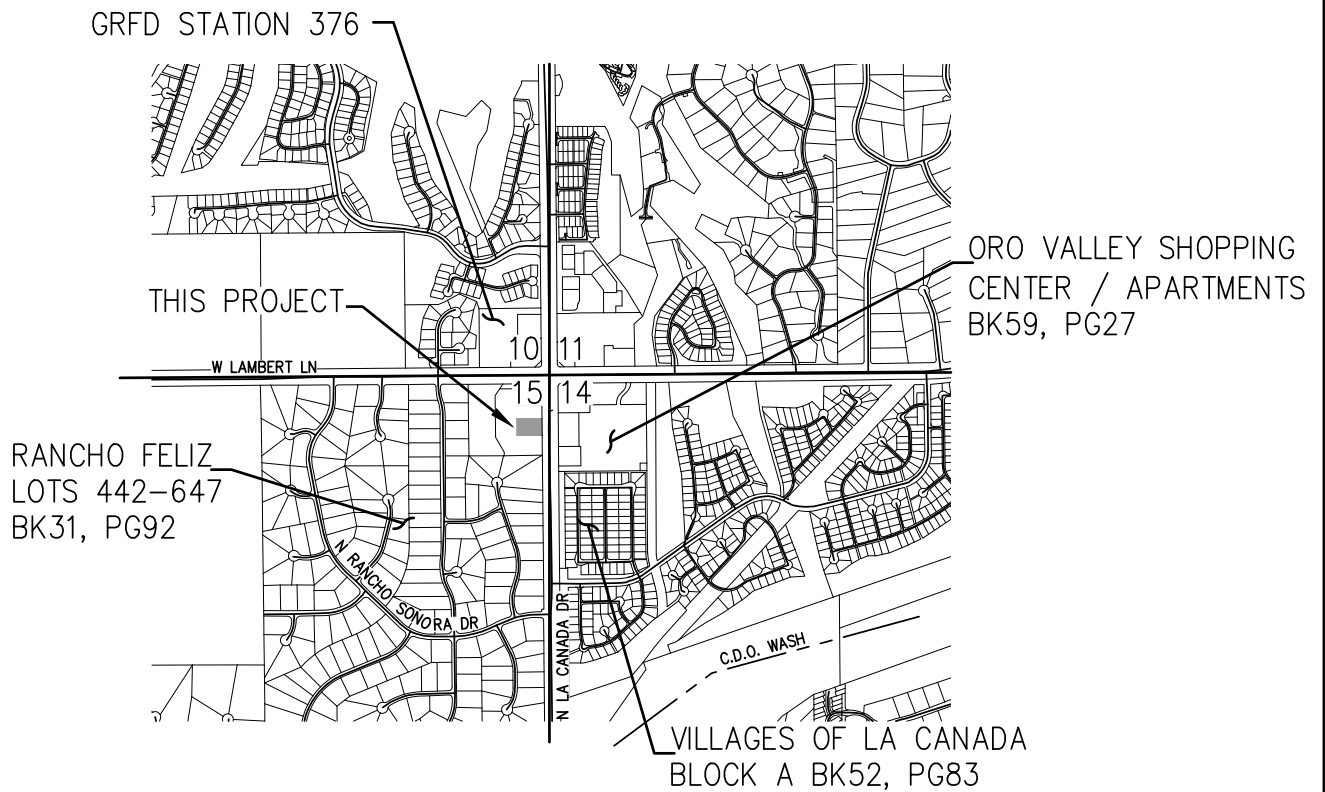 GRFD STATION 376
ORO VALLEY SHOPPING
CENTER / APARTMENTS
BK59, PG27
THIS PROJECT
10 11
W LAMBERT LN
15 14
RANCHO FELIZ
LOTS 442-647
BK31, PG92
N RANCHO SONORA DR
N LA CANADA DR
C.D.O. WASH
VILLAGES OF LA CANADA
BLOCK A BK52, PG83